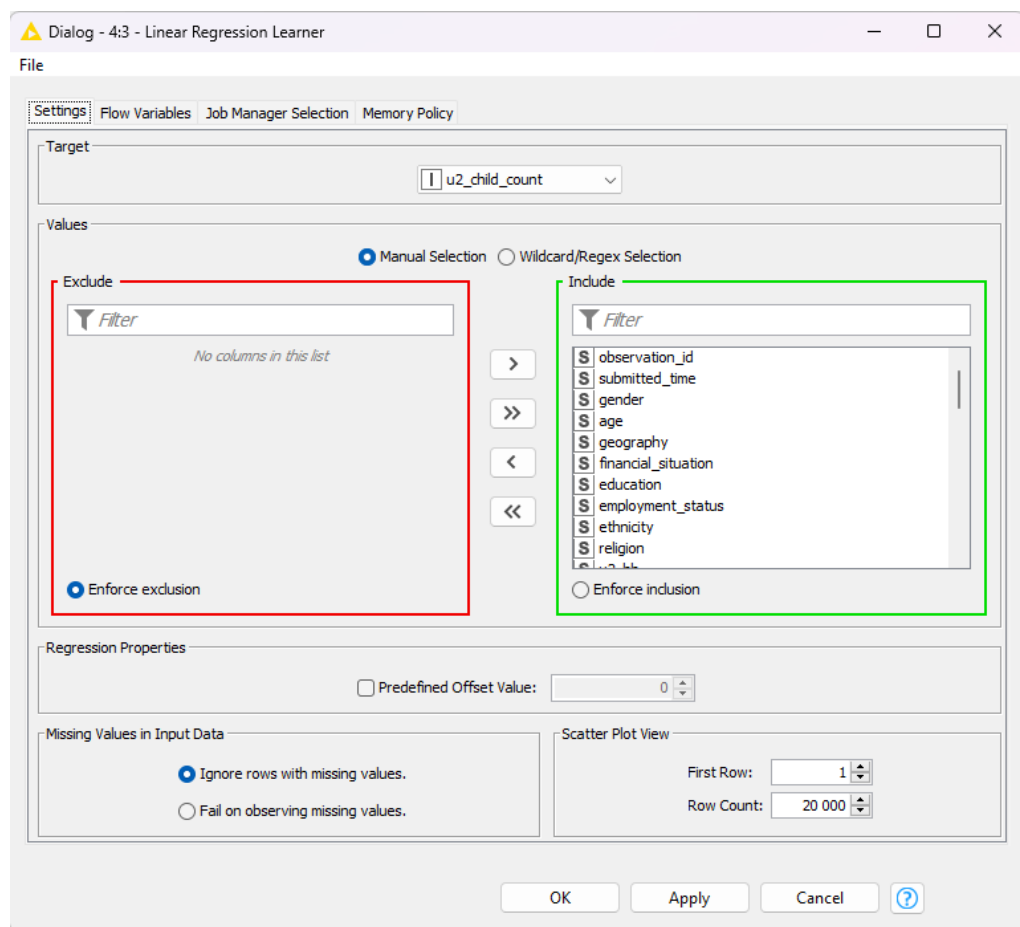 Dialog - 4:3 - Linear Regression Learner
File
Settings Flow Variables Job Manager Selection Memory Policy
Target
I u2_child_count
Values
Manual Selection Wildcard/Regex Selection
Exclude
Filter
No columns in this list
Enforce exclusion
>
>>
<
<<
Include
Filter
S observation_id
S submitted_time
S gender
S age
S geography
S financial_situation
S education
S employment_status
S ethnicity
S religion
S
Enforce inclusion
Regression Properties
Predefined Offset Value: 0
Missing Values in Input Data
Ignore rows with missing values.
Fail on observing missing values.
Scatter Plot View
First Row: 1
Row Count: 20 000
OK Apply Cancel ?